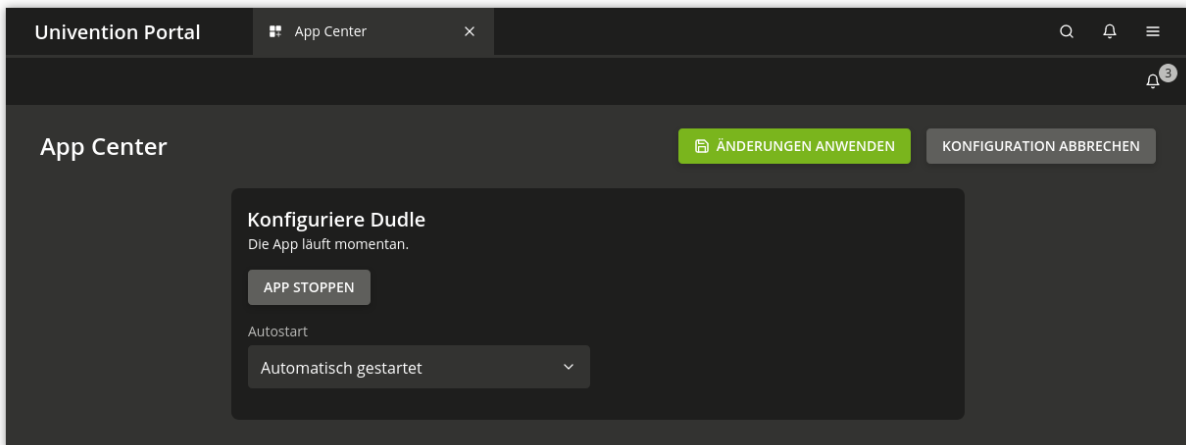 Univention Portal
App Center
3
App Center
ÄNDERUNGEN ANWENDEN
KONFIGURATION ABBRECHEN
Konfiguriere Dudle
Die App läuft momentan.
APP STOPPEN
Autostart
Automatisch gestartet